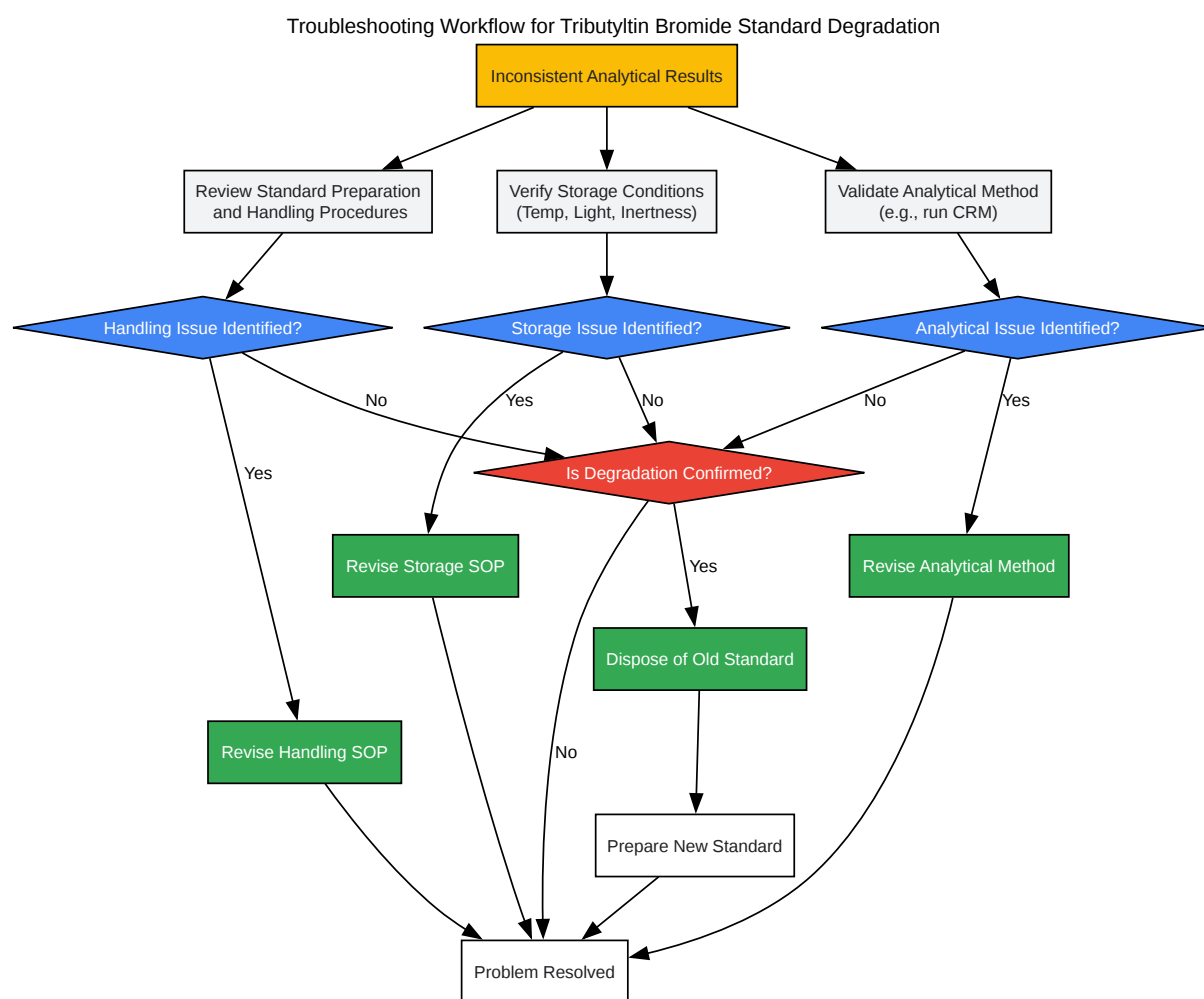 Troubleshooting Workflow for Tributyltin Bromide Standard Degradation
Inconsistent Analytical Results
Review Standard Preparation
and Handling Procedures
Verify Storage Conditions
(Temp, Light, Inertness)
Validate Analytical Method
(e.g., run CRM)
Handling Issue Identified?
Storage Issue Identified?
Analytical Issue Identified?
No
Yes
No
No
Yes
Yes
Is Degradation Confirmed?
Revise Storage SOP
Yes
Revise Analytical Method
Dispose of Old Standard
Revise Handling SOP
No
Prepare New Standard
Problem Resolved